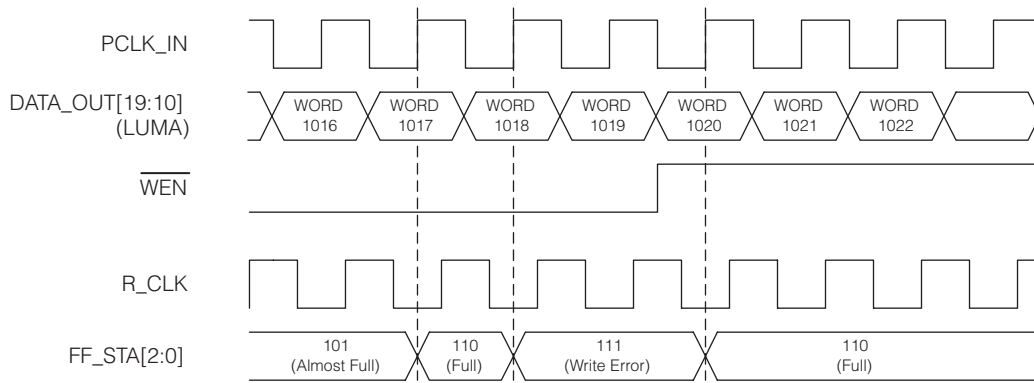 PCLK_IN
DATA_OUT[19:10]
(LUMA)
WORD
1016
WORD
1017
WORD
1018
WORD
1019
WORD
1020
WORD
1021
WORD
1022
WEN
R_CLK
FF_STA[2:0]
101
(Almost Full)
110
(Full)
111
(Write Error)
110
(Full)